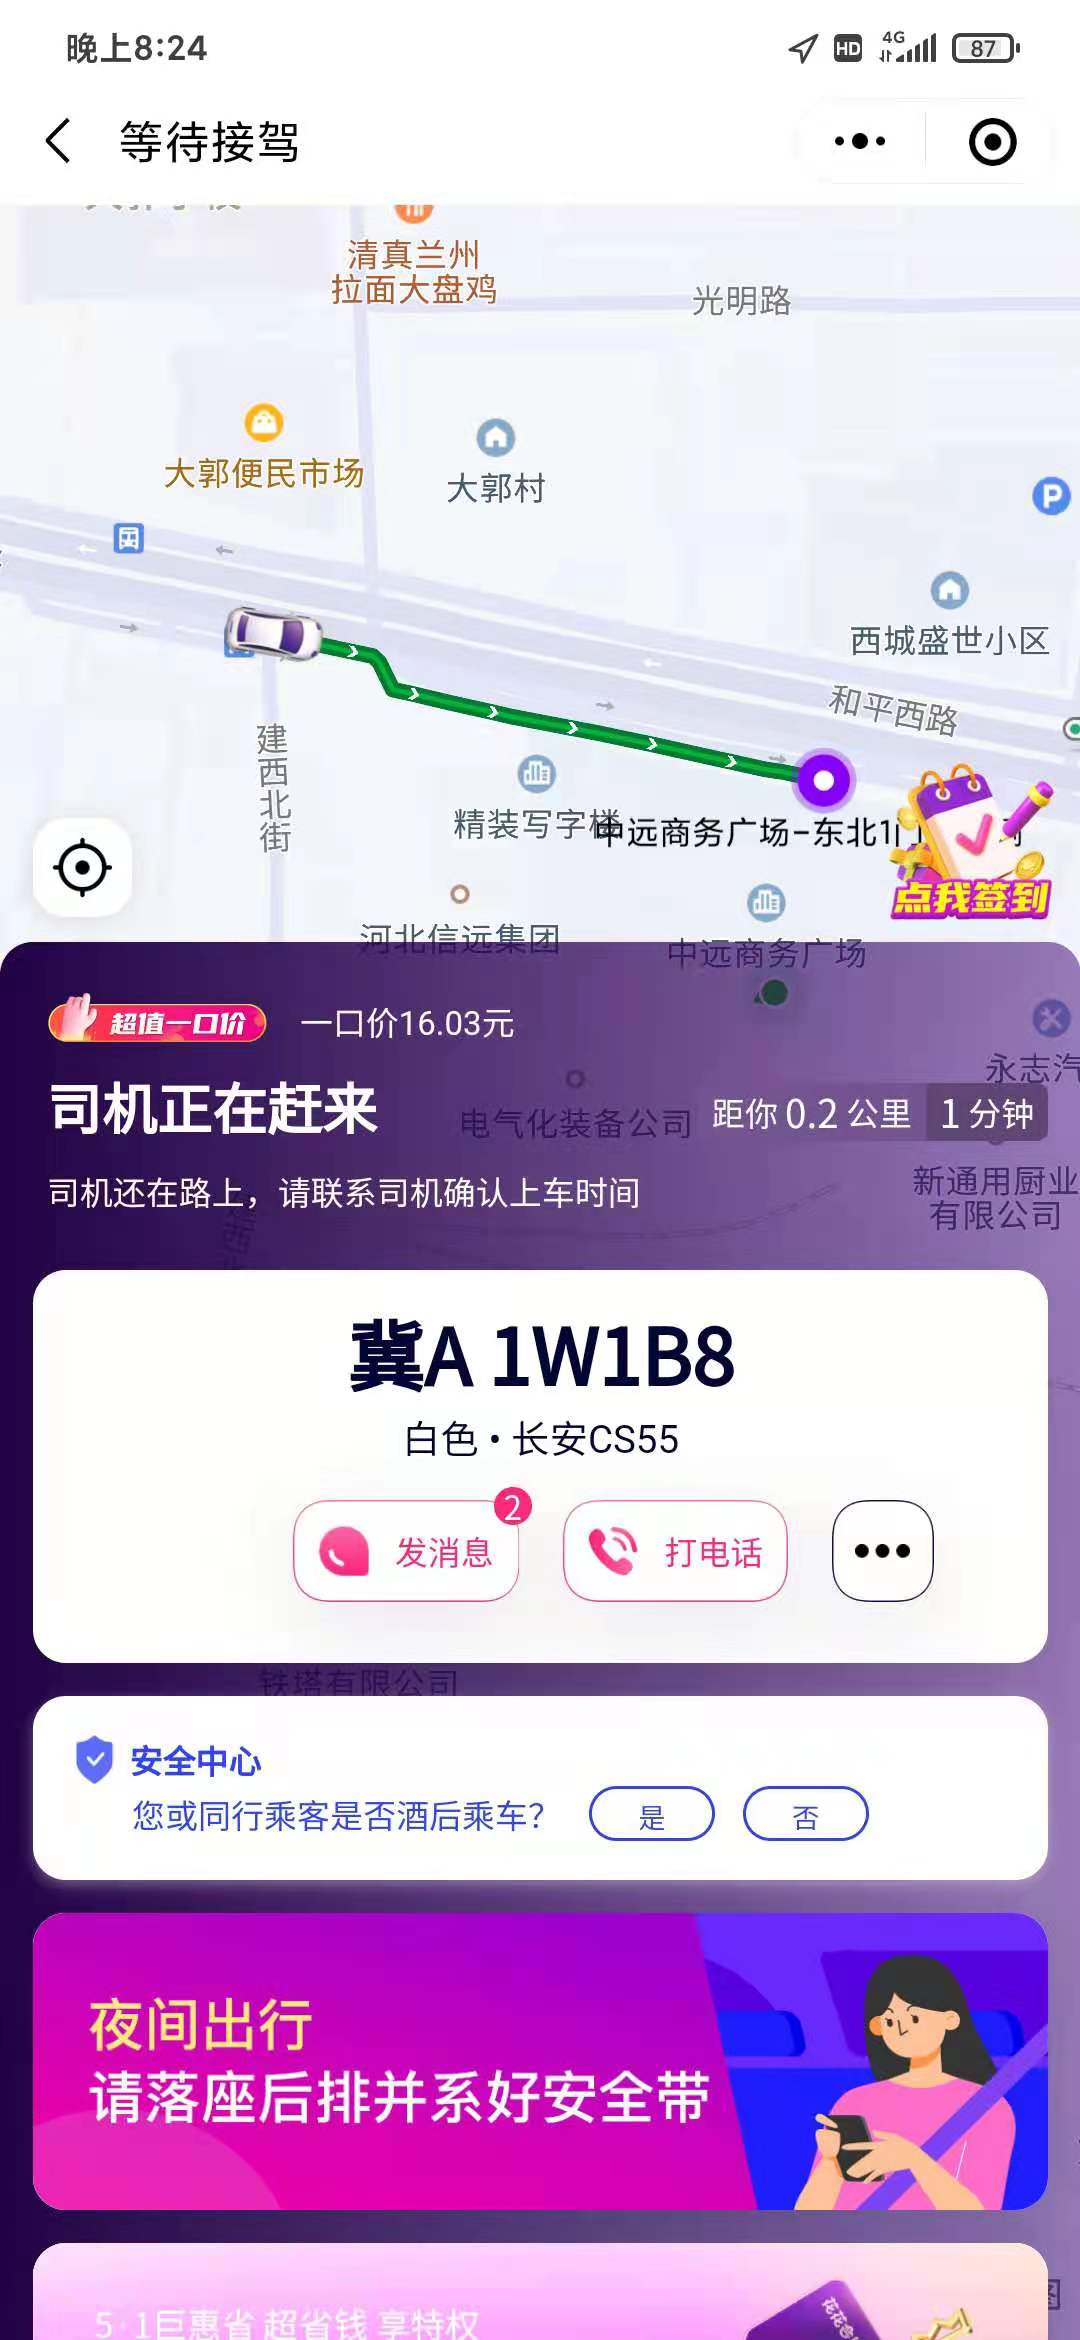 晚上8:24
HD
4G
87
等待接驾
清真兰州
拉面大盘鸡
光明路
大郭便民市场
大郭村
P
西城盛世小区
和平西路
建西北街
精装写字楼
中远商务广场-东北1门
点我签到
河北信远集团
中远商务广场
超值一口价
一口价16.03元
永志汽
司机正在赶来
电气化装备公司
距你0.2公里
1分钟
司机还在路上，请联系司机确认上车时间
新通用厨业
有限公司
冀A 1W1B8
白色·长安CS55
2
发消息
打电话
铁塔有限公司
安全中心
您或同行乘客是否酒后乘车?
是
否
夜间出行
请落座后排并系好安全带
5·1巨惠省 超省钱 享特权